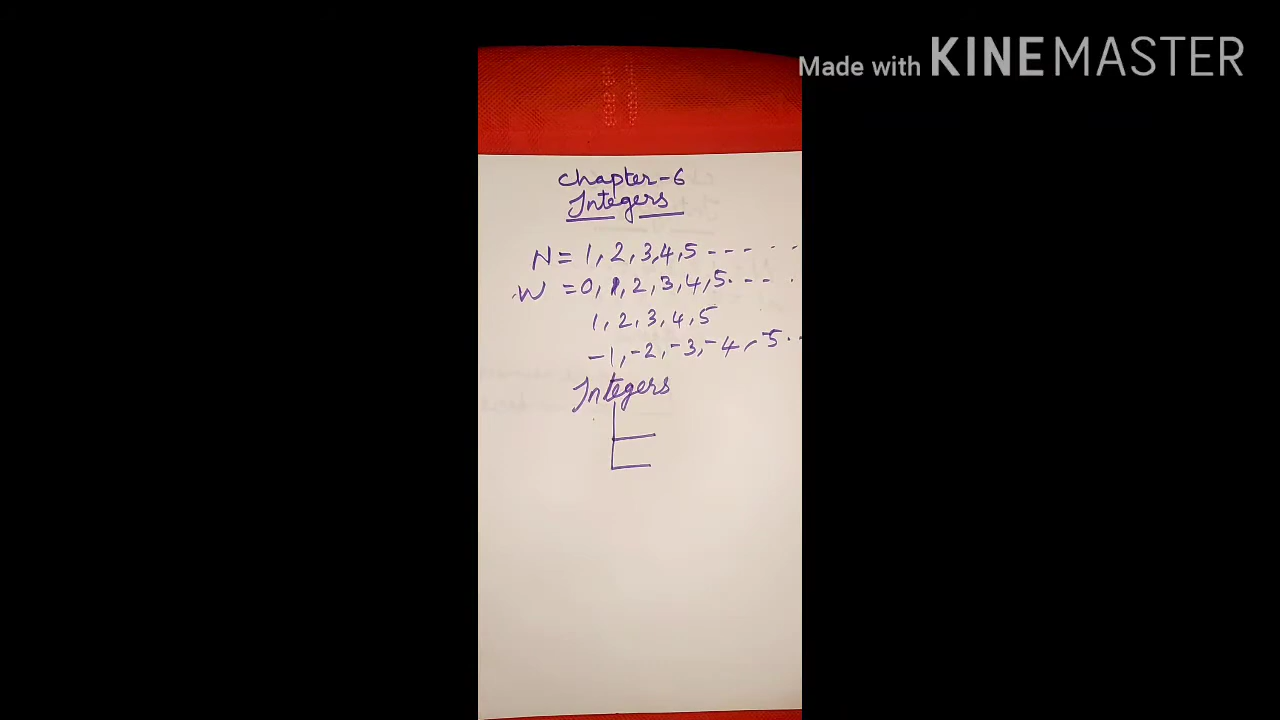 Made with KINEMASTER
Chapter-6
Integers
N = 1, 2, 3, 4, 5 ----- - -
W = 0, 1, 2, 3, 4, 5. -- - .
1, 2, 3, 4, 5
-1, -2, -3, -4, -5 ..
Integers